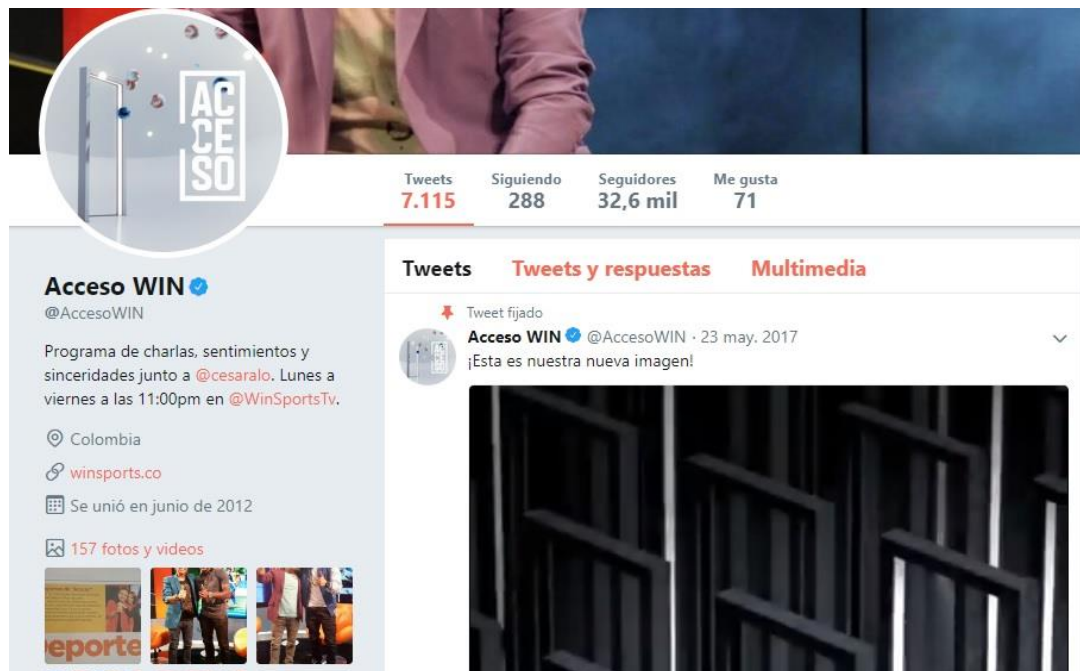 AC
CE
SO
Tweets
7.115
Siguiendo
288
Seguidores
32,6 mil
Me gusta
71
Acceso WIN
@AccesoWIN
Programa de charlas, sentimientos y
sinceridades junto a @cesaralo. Lunes a
viernes a las 11:00pm en @WinSportsTv.
Colombia
winsports.co
Se unió en junio de 2012
157 fotos y videos
eporte
Tweets Tweets y respuestas Multimedia
Tweet fijado
Acceso WIN @AccesoWIN · 23 may. 2017
¡Esta es nuestra nueva imagen!